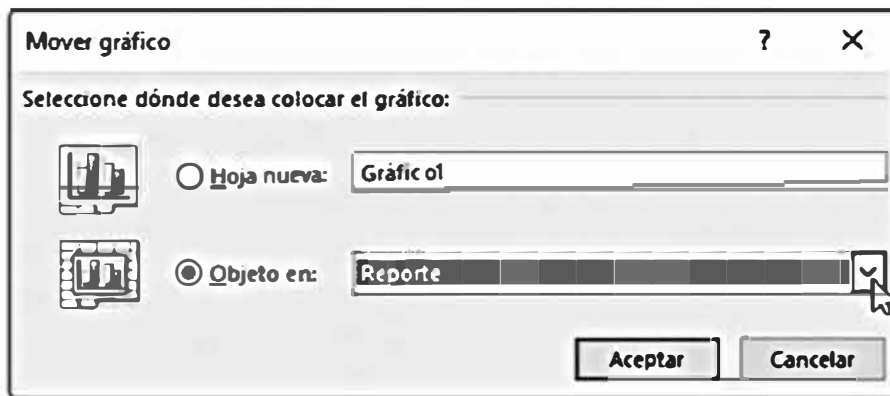 Mover gráfico ? X
Seleccione dónde desea colocar el gráfico:
Hoja nueva: Gráfico1
Objeto en: Reporte
Aceptar Cancelar